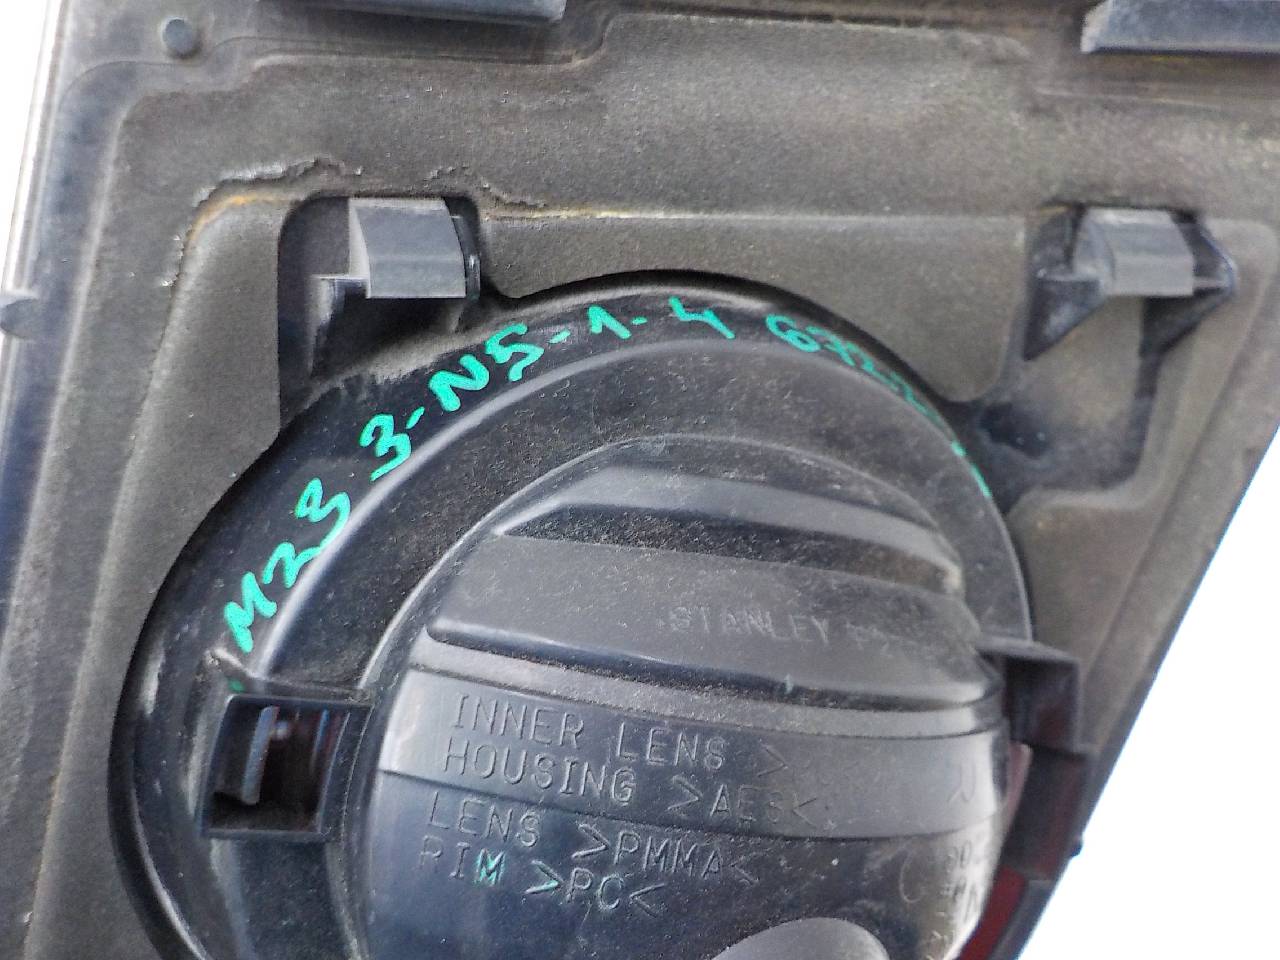 M23 3-N5-1-4
STANLEY
INNER LENS >
HOUSING >AES<
LENS >PMMA<
RIM >PC<